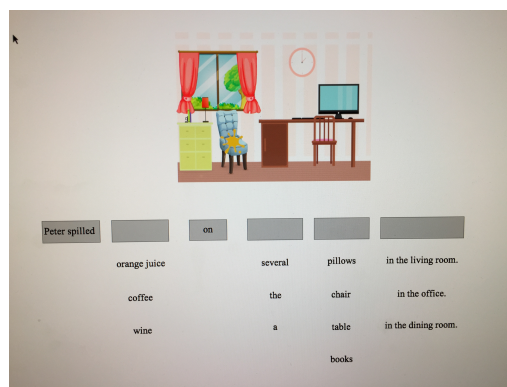 Peter spilled on
orange juice several pillows in the living room.
coffee the chair in the office.
wine a table in the dining room.
books